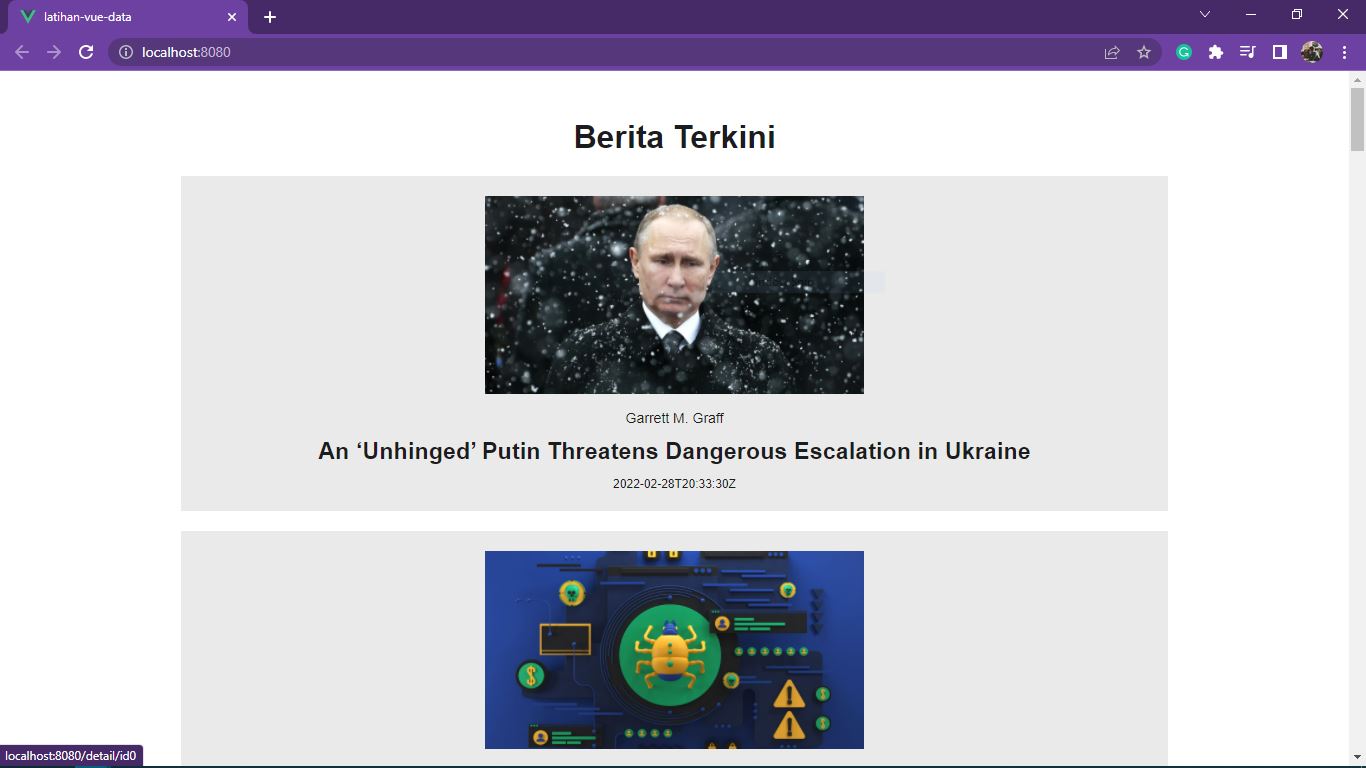 latihan-vue-data
localhost:8080
Berita Terkini
Garrett M. Graff
An ‘Unhinged’ Putin Threatens Dangerous Escalation in Ukraine
2022-02-28T20:33:30Z
localhost:8080/detail/id0